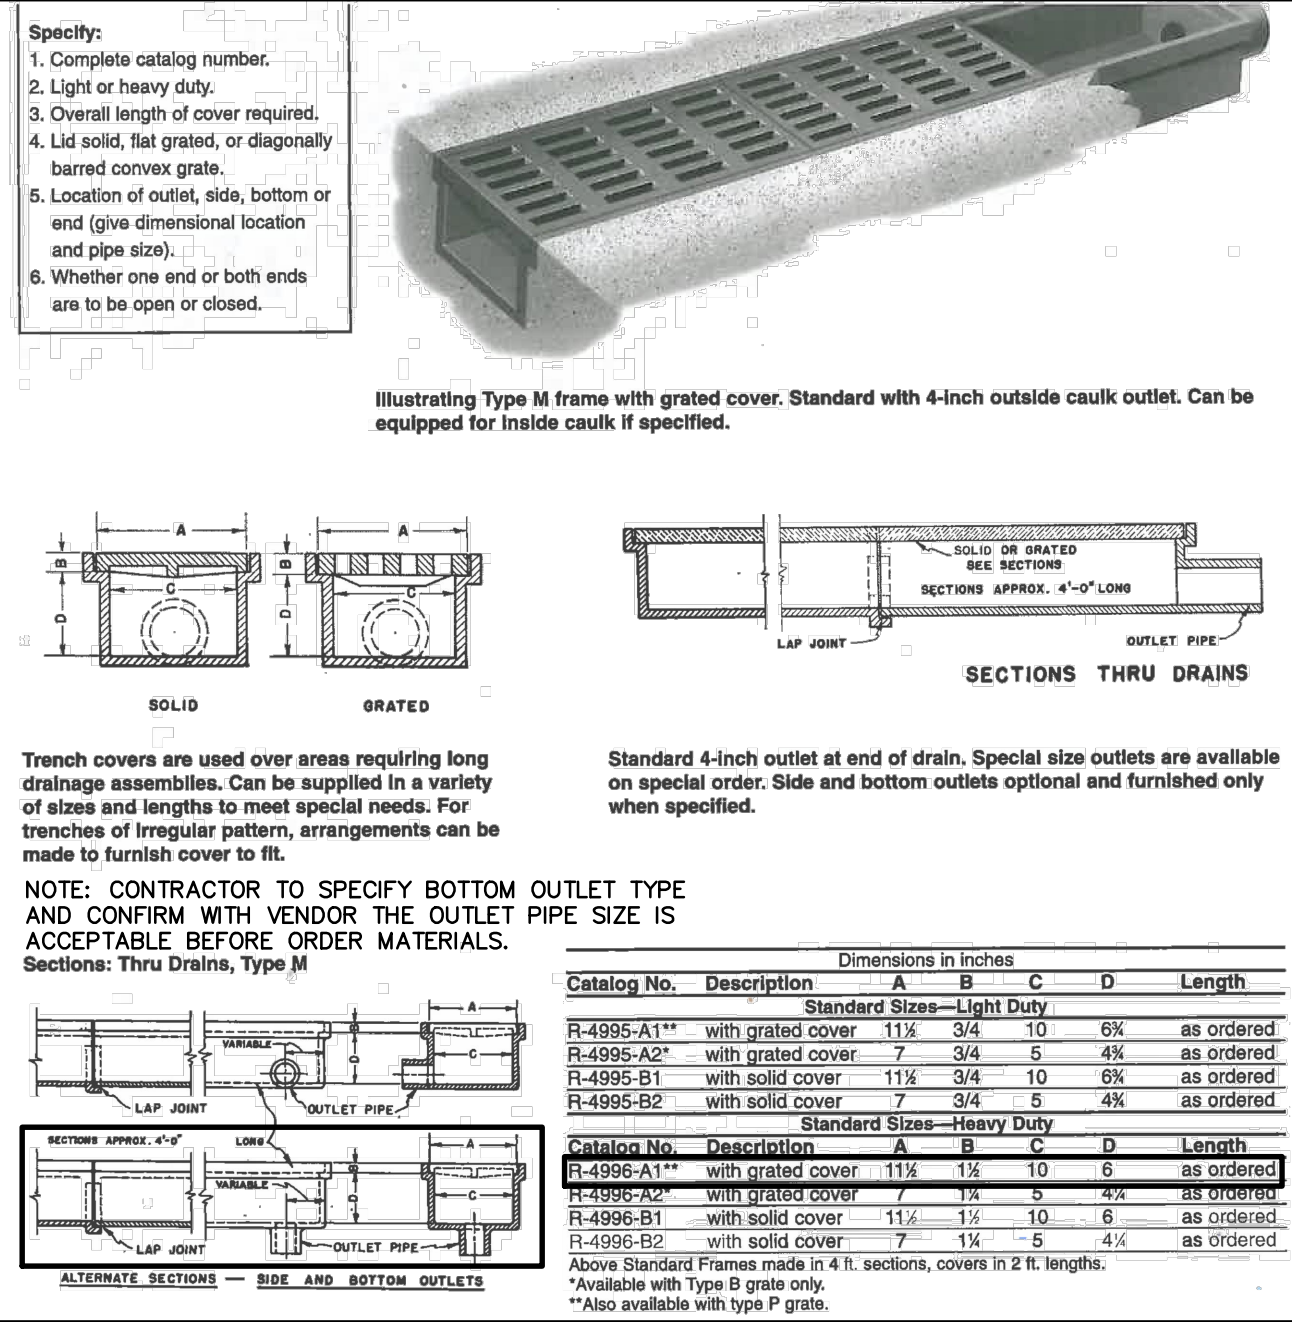 Specify:
1. Complete catalog number.
2. Light or heavy duty.
3. Overall length of cover required.
4. Lid solid, flat grated, or diagonally
barred convex grate.
5. Location of outlet, side, bottom or
end (give dimensional location
and pipe size).
6. Whether one end or both ends
are to be open or closed.
Illustrating Type M frame with grated cover. Standard with 4-inch outside caulk outlet. Can be
equipped for inside caulk if specified.
A
B
C
D
SOLID
A
B
C
D
GRATED
SOLID OR GRATED
SEE SECTIONS
SECTIONS APPROX. 4'-0" LONG
LAP JOINT
OUTLET PIPE
SECTIONS THRU DRAINS
Trench covers are used over areas requiring long
drainage assemblies. Can be supplied in a variety
of sizes and lengths to meet special needs. For
trenches of irregular pattern, arrangements can be
made to furnish cover to fit.
Standard 4-inch outlet at end of drain. Special size outlets are available
on special order. Side and bottom outlets optional and furnished only
when specified.
NOTE: CONTRACTOR TO SPECIFY BOTTOM OUTLET TYPE
AND CONFIRM WITH VENDOR THE OUTLET PIPE SIZE IS
ACCEPTABLE BEFORE ORDER MATERIALS.
Sections: Thru Drains, Type M
A
B
VARIABLE
D
C
LAP JOINT
OUTLET PIPE
SECTIONS APPROX. 4'-0"
LONG
A
B
VARIABLE
D
C
LAP JOINT
OUTLET PIPE
ALTERNATE SECTIONS — SIDE AND BOTTOM OUTLETS
Dimensions in inches
Catalog No. Description A B C D Length
Standard Sizes—Light Duty
R-4995-A1** with grated cover 11½ 3/4 10 6¾ as ordered
R-4995-A2* with grated cover 7 3/4 5 4¾ as ordered
R-4995-B1 with solid cover 11½ 3/4 10 6¾ as ordered
R-4995-B2 with solid cover 7 3/4 5 4¾ as ordered
Standard Sizes—Heavy Duty
Catalog No. Description A B C D Length
R-4996-A1** with grated cover 11½ 1½ 10 6 as ordered
R-4996-A2* with grated cover 7 1¼ 5 4¼ as ordered
R-4996-B1 with solid cover 11½ 1½ 10 6 as ordered
R-4996-B2 with solid cover 7 1¼ 5 4¼ as ordered
Above Standard Frames made in 4 ft. sections, covers in 2 ft. lengths.
*Available with Type B grate only.
**Also available with type P grate.